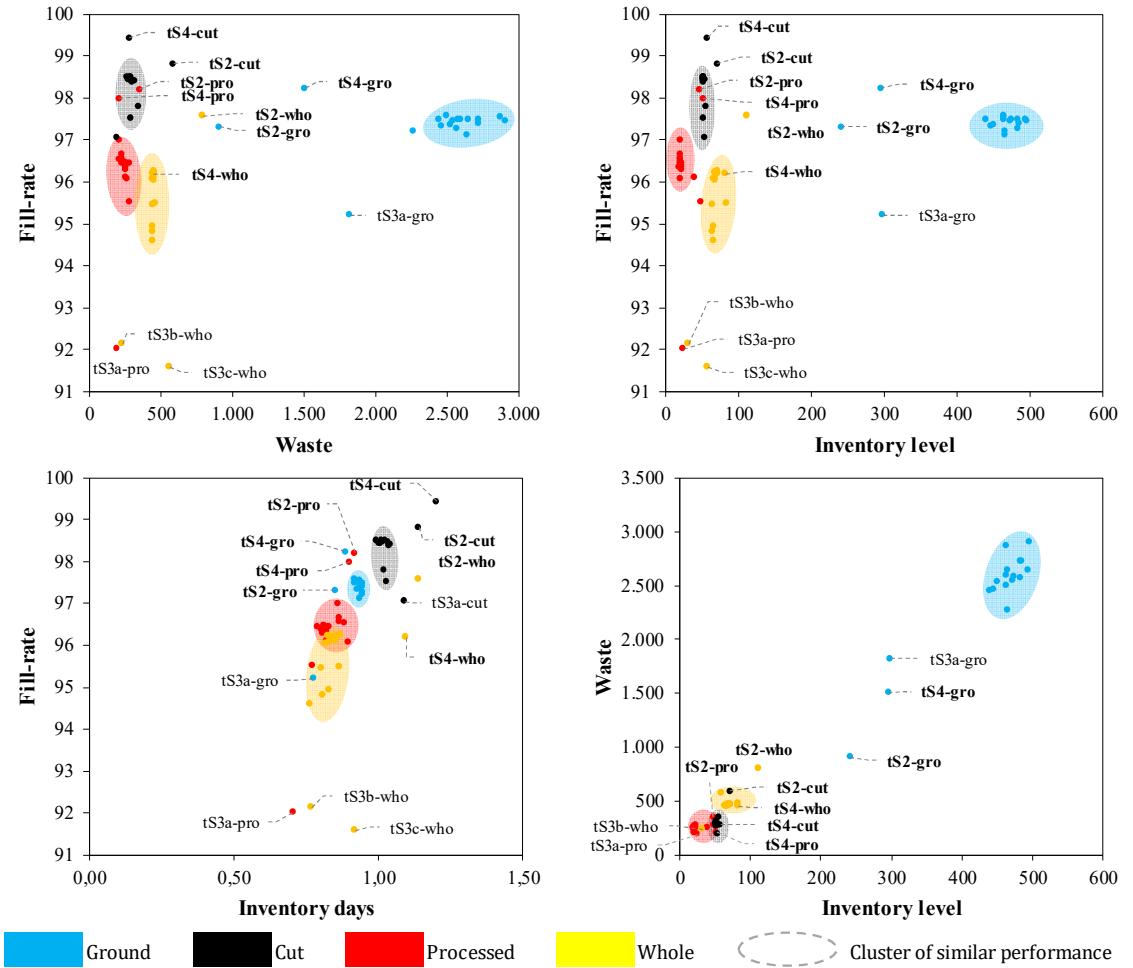 100
99
98
97
96
95
94
93
92
91
Fill-rate
tS4-cut
tS2-cut
tS2-pro
tS4-pro
tS4-gro
tS2-who
tS2-gro
tS4-who
tS3a-gro
tS3b-who
tS3a-pro
tS3c-who
0 500 1.000 1.500 2.000 2.500 3.000
Waste
100
99
98
97
96
95
94
93
92
91
Fill-rate
tS4-cut
tS2-cut
tS2-pro
tS4-gro
tS4-pro
tS2-who
tS2-gro
tS4-who
tS3a-gro
tS3b-who
tS3a-pro
tS3c-who
0 100 200 300 400 500 600
Inventory level
100
99
98
97
96
95
94
93
92
91
Fill-rate
tS4-cut
tS2-pro
tS4-gro
tS2-cut
tS2-who
tS4-pro
tS2-gro
tS3a-cut
tS4-who
tS3a-gro
tS3b-who
tS3a-pro
tS3c-who
0,00 0,50 1,00 1,50
Inventory days
3.500
3.000
2.500
2.000
1.500
1.000
500
0
Waste
tS3a-gro
tS4-gro
tS2-who
tS2-gro
tS2-pro
tS2-cut
tS4-who
tS3b-who
tS4-cut
tS3a-pro
tS4-pro
0 100 200 300 400 500 600
Inventory level
Ground Cut Processed Whole Cluster of similar performance